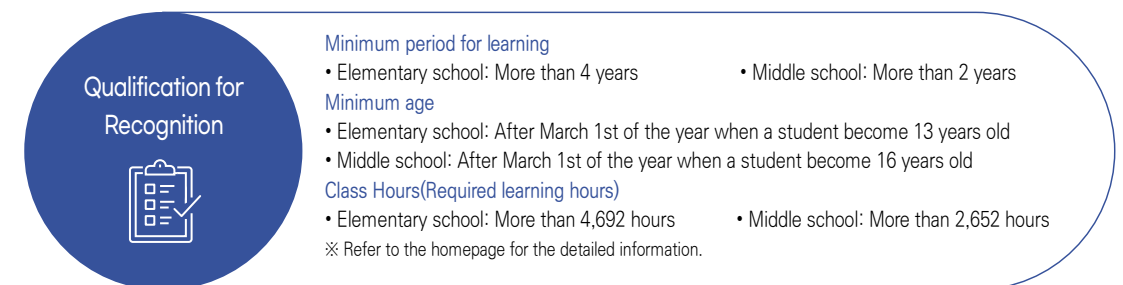 Qualification for
Recognition
Minimum period for learning
• Elementary school: More than 4 years • Middle school: More than 2 years
Minimum age
• Elementary school: After March 1st of the year when a student become 13 years old
• Middle school: After March 1st of the year when a student become 16 years old
Class Hours(Required learning hours)
• Elementary school: More than 4,692 hours • Middle school: More than 2,652 hours
※ Refer to the homepage for the detailed information.